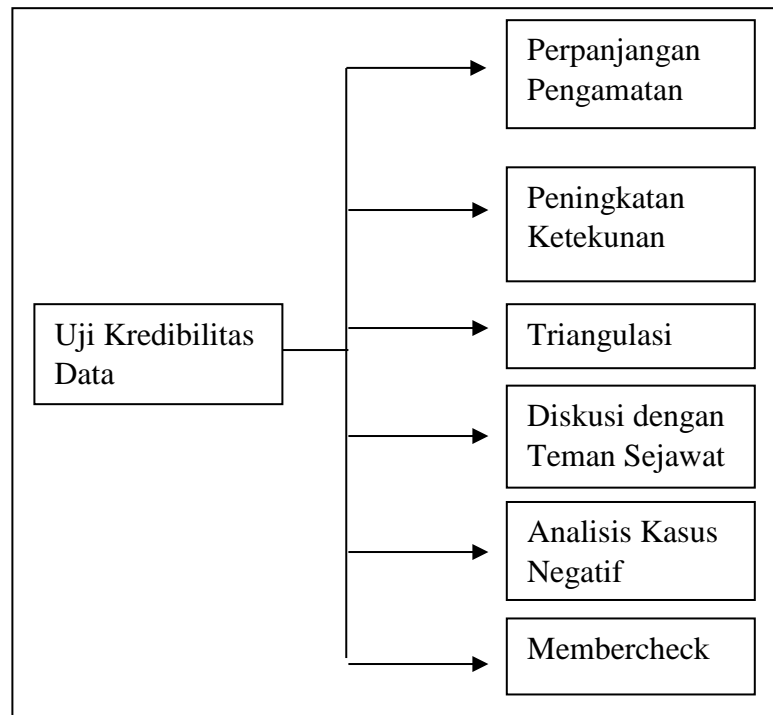 Perpanjangan
Pengamatan
Peningkatan
Ketekunan
Uji Kredibilitas
Data
Triangulasi
Diskusi dengan
Teman Sejawat
Analisis Kasus
Negatif
Membercheck